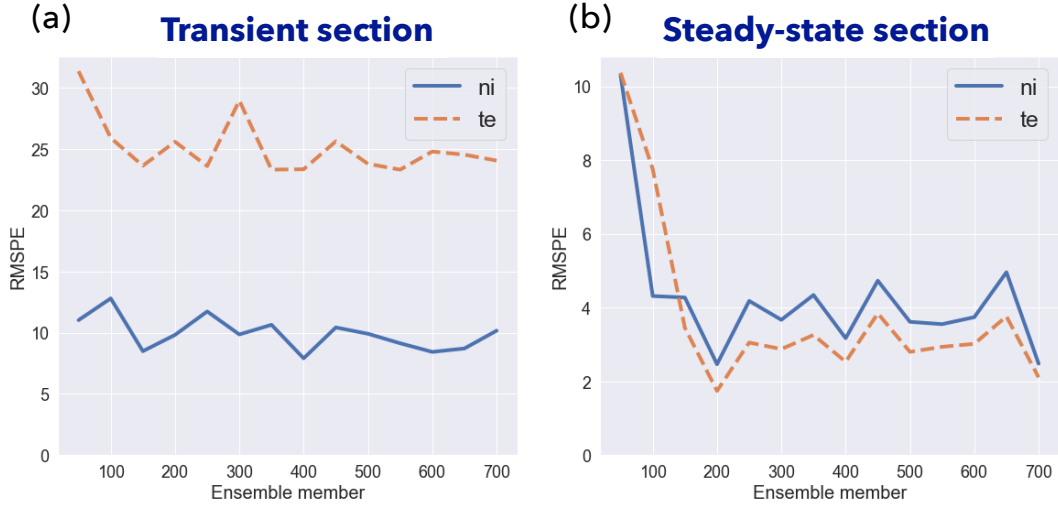 (a)
Transient section
30
25
20
15
10
5
0
RMSPE
ni
te
100 200 300 400 500 600 700
Ensemble member
(b)
Steady-state section
10
8
6
4
2
0
RMSPE
ni
te
100 200 300 400 500 600 700
Ensemble member